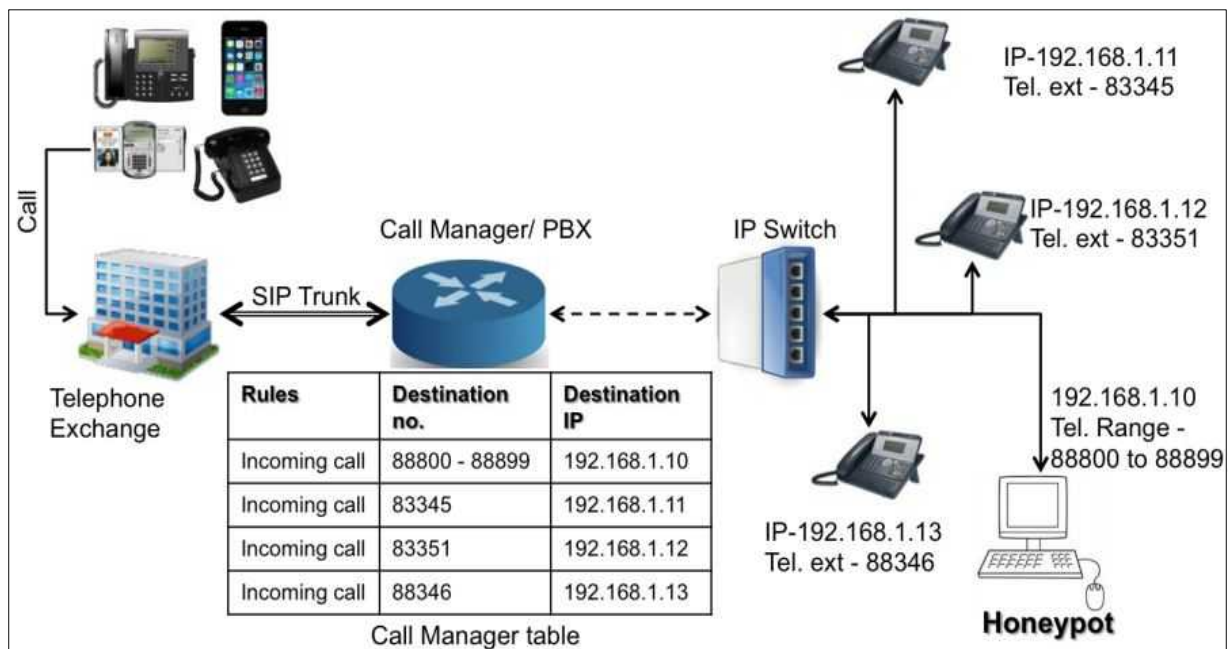 IP-192.168.1.11
Tel. ext - 83345
Call
IP-192.168.1.12
Tel. ext - 83351
Call Manager/ PBX
IP Switch
SIP Trunk
Telephone
Exchange
Rules Destination no. Destination IP
Incoming call 88800 - 88899 192.168.1.10
Incoming call 83345 192.168.1.11
Incoming call 83351 192.168.1.12
Incoming call 88346 192.168.1.13
Call Manager table
192.168.1.10
Tel. Range -
88800 to 88899
IP-192.168.1.13
Tel. ext - 88346
Honeypot